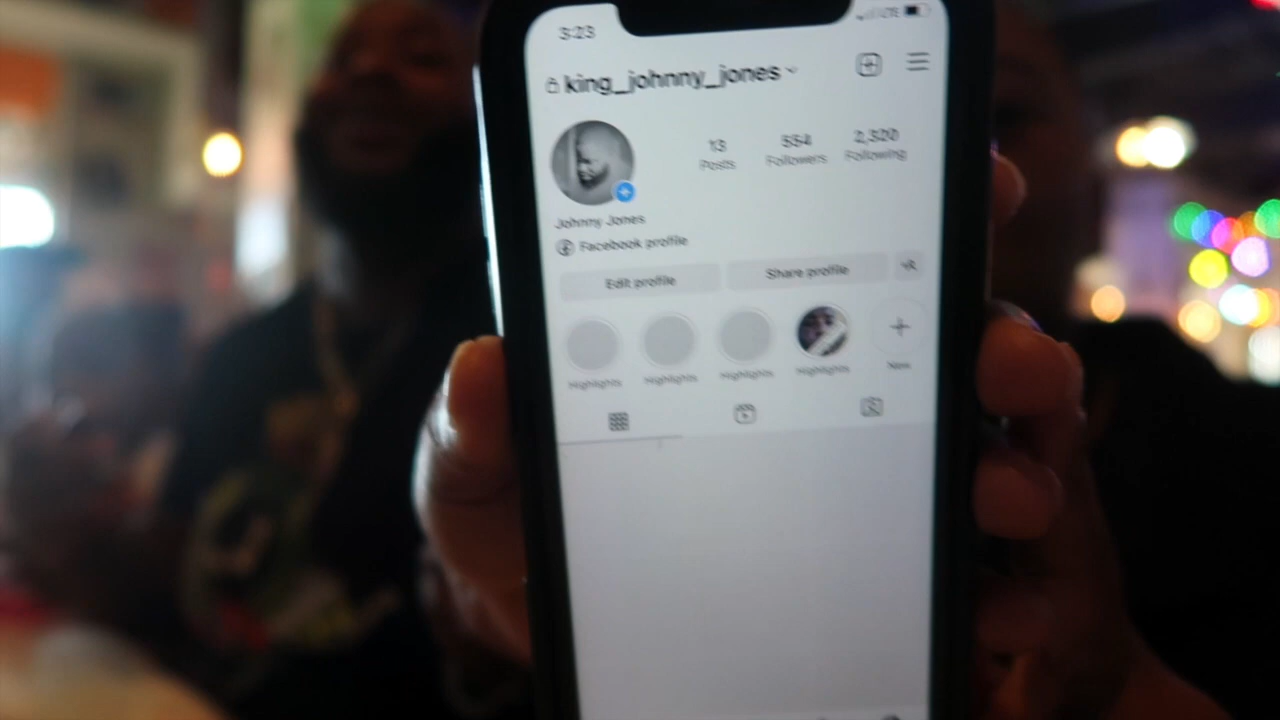 3:23 LTE
king_johnny_jones
13 554 2,320
Posts Followers Following
Johnny Jones
Facebook profile
Edit profile Share profile
Highlights Highlights Highlights Highlights New